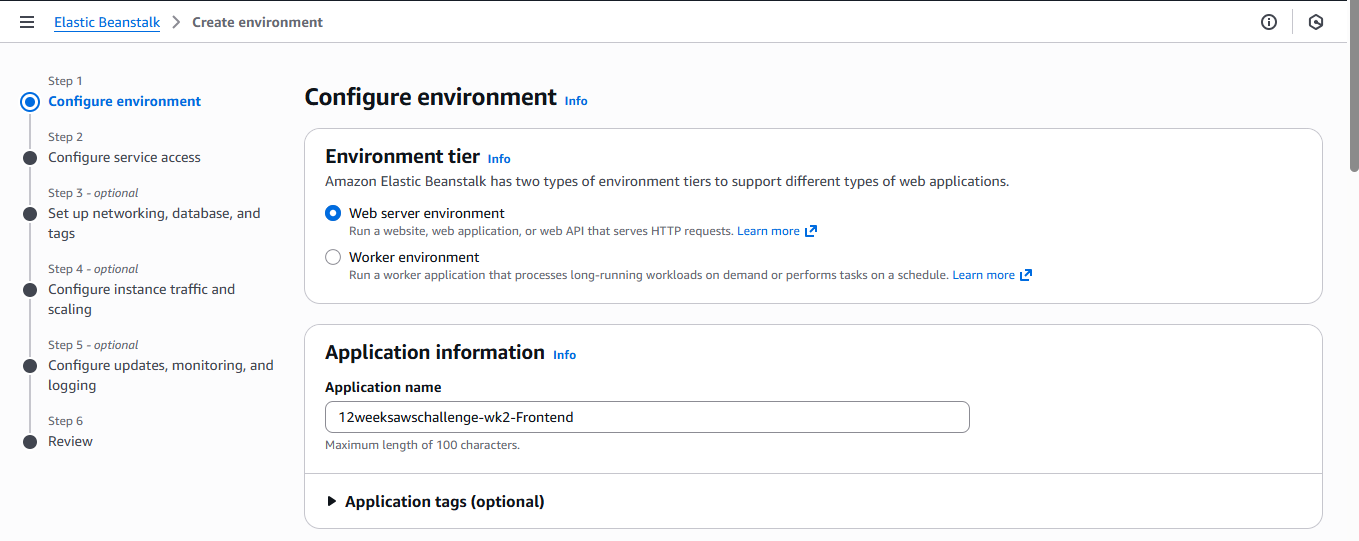 Elastic Beanstalk > Create environment
Step 1
Configure environment
Step 2
Configure service access
Step 3 - optional
Set up networking, database, and
tags
Step 4 - optional
Configure instance traffic and
scaling
Step 5 - optional
Configure updates, monitoring, and
logging
Step 6
Review
Configure environment Info
Environment tier Info
Amazon Elastic Beanstalk has two types of environment tiers to support different types of web applications.
Web server environment
Run a website, web application, or web API that serves HTTP requests. Learn more
Worker environment
Run a worker application that processes long-running workloads on demand or performs tasks on a schedule. Learn more
Application information Info
Application name
12weeksawschallenge-wk2-Frontend
Maximum length of 100 characters.
Application tags (optional)